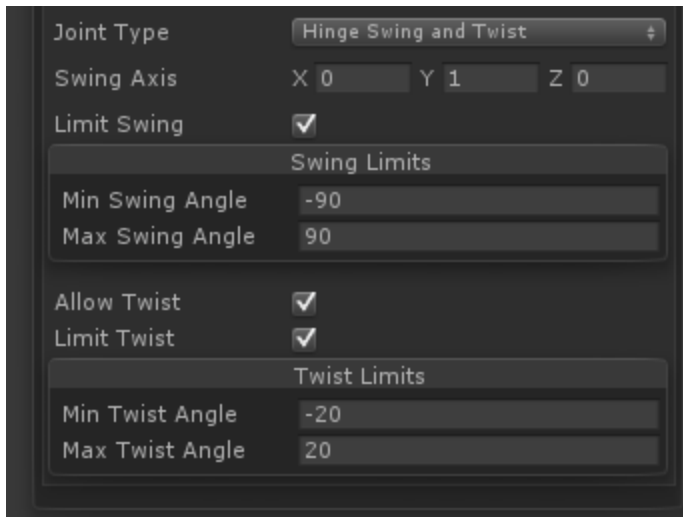 Joint Type Hinge Swing and Twist
Swing Axis X 0 Y 1 Z 0
Limit Swing
Swing Limits
Min Swing Angle -90
Max Swing Angle 90
Allow Twist
Limit Twist
Twist Limits
Min Twist Angle -20
Max Twist Angle 20